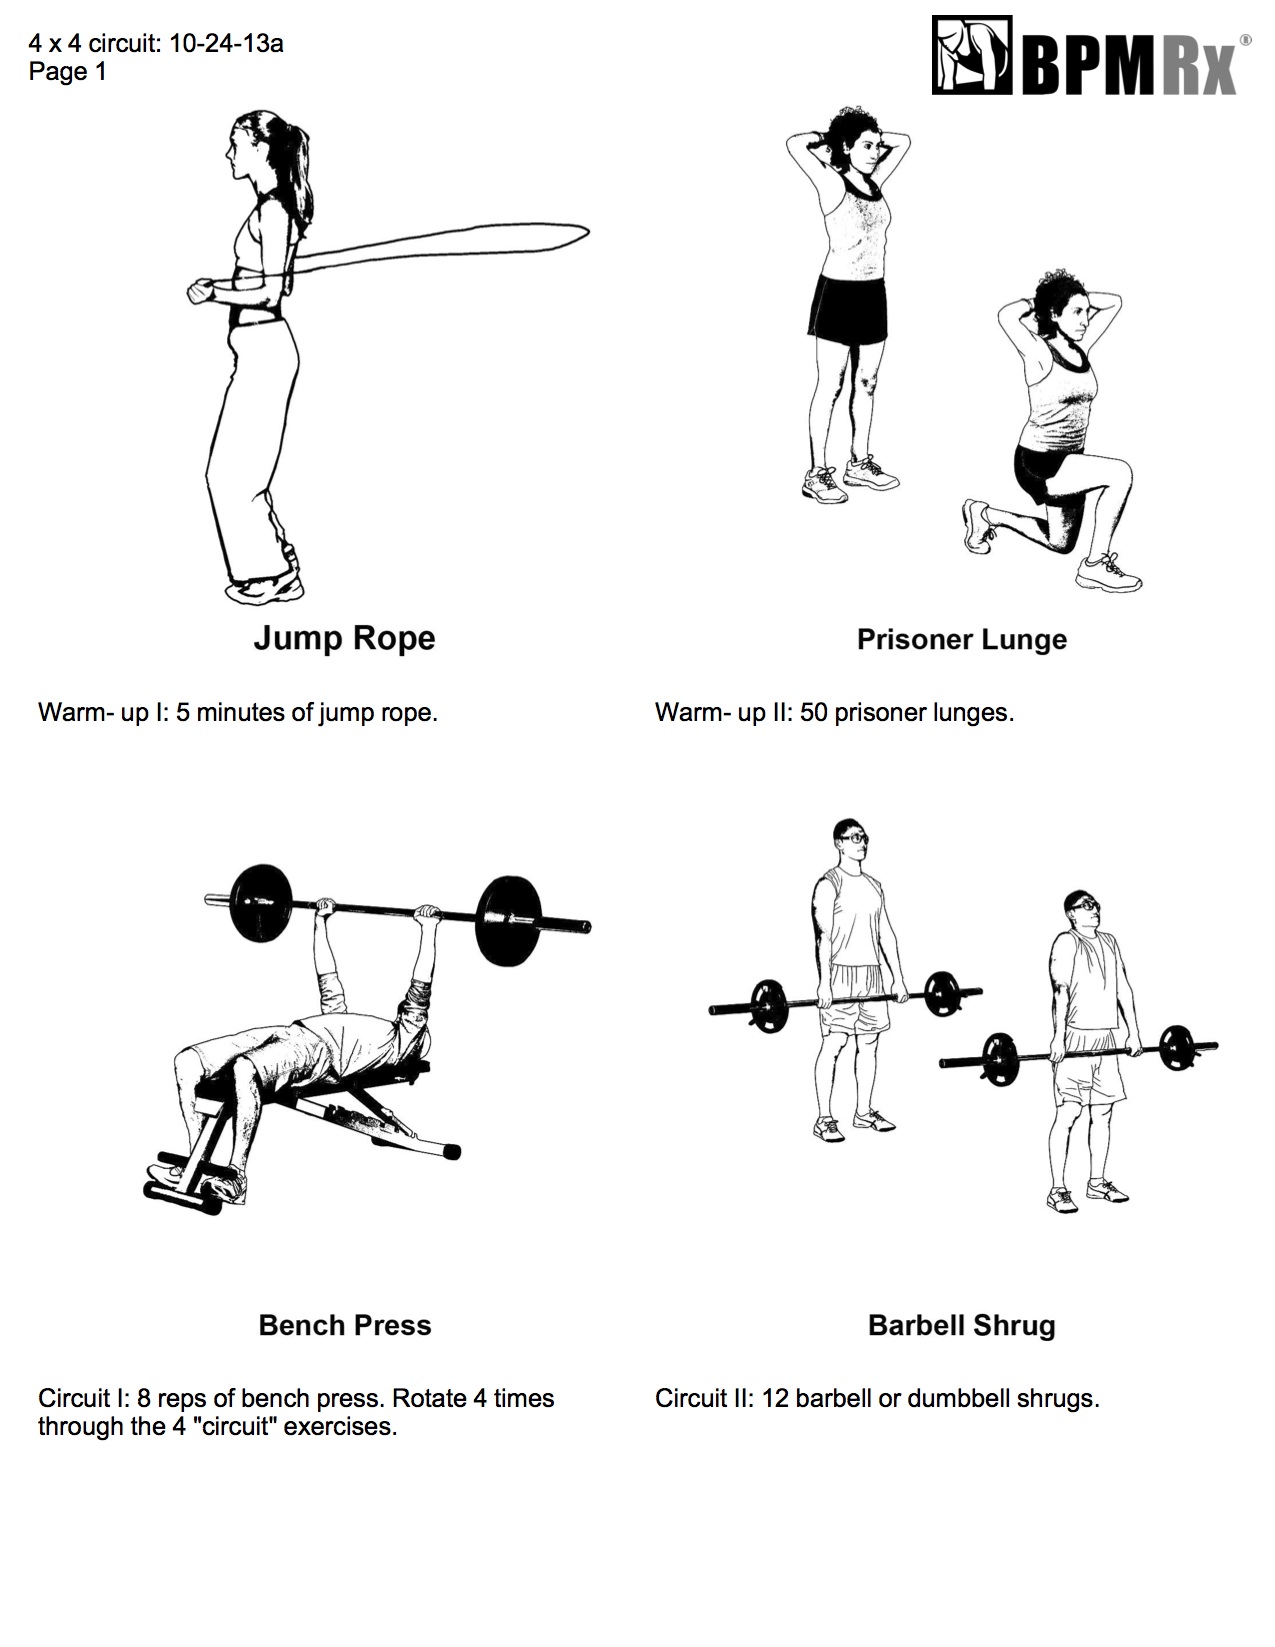 4 x 4 circuit: 10-24-13a
Page 1
BPMRx®
Jump Rope
Prisoner Lunge
Warm- up I: 5 minutes of jump rope.
Warm- up II: 50 prisoner lunges.
Bench Press
Barbell Shrug
Circuit I: 8 reps of bench press. Rotate 4 times
through the 4 "circuit" exercises.
Circuit II: 12 barbell or dumbbell shrugs.